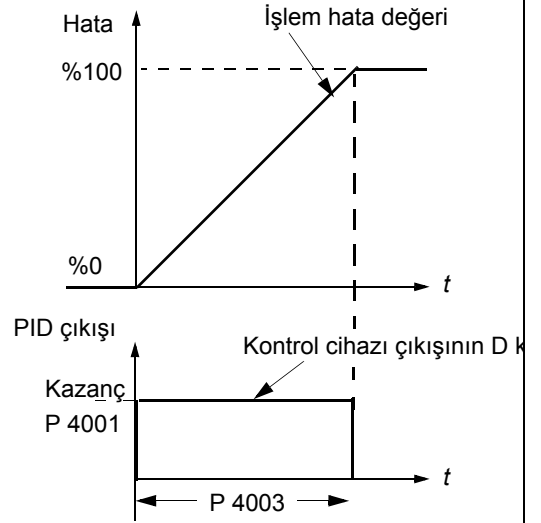 Hata
İşlem hata değeri
%100
%0
t
PID çıkışı
Kontrol cihazı çıkışının D
Kazanç
P 4001
t
P 4003